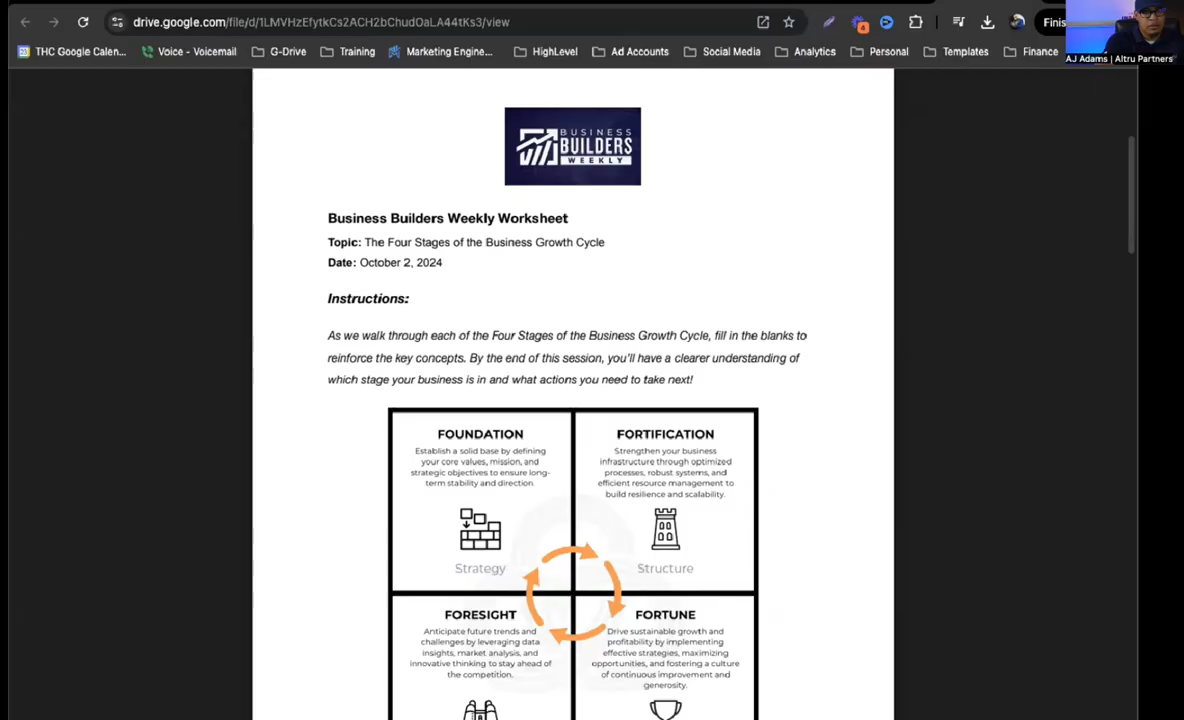 drive.google.com/file/d/1LMVHzEfytkCs2ACH2bChudOaLA44tKs3/view
Finis
THC Google Calen...
Voice - Voicemail
G-Drive
Training
Marketing Engine...
HighLevel
Ad Accounts
Social Media
Analytics
Personal
Templates
Finance
AJ Adams | Altru Partners
BUSINESS
BUILDERS
WEEKLY
Business Builders Weekly Worksheet
Topic: The Four Stages of the Business Growth Cycle
Date: October 2, 2024
Instructions:
As we walk through each of the Four Stages of the Business Growth Cycle, fill in the blanks to
reinforce the key concepts. By the end of this session, you'll have a clearer understanding of
which stage your business is in and what actions you need to take next!
FOUNDATION
Establish a solid base by defining
your core values, mission, and
strategic objectives to ensure long-
term stability and direction.
Strategy
FORTIFICATION
Strengthen your business
infrastructure through optimized
processes, robust systems, and
efficient resource management to
build resilience and scalability.
Structure
FORESIGHT
Anticipate future trends and
challenges by leveraging data
insights, market analysis, and
innovative thinking to stay ahead of
the competition.
FORTUNE
Drive sustainable growth and
profitability by implementing
effective strategies, maximizing
opportunities, and fostering a culture
of continuous improvement and
generosity.